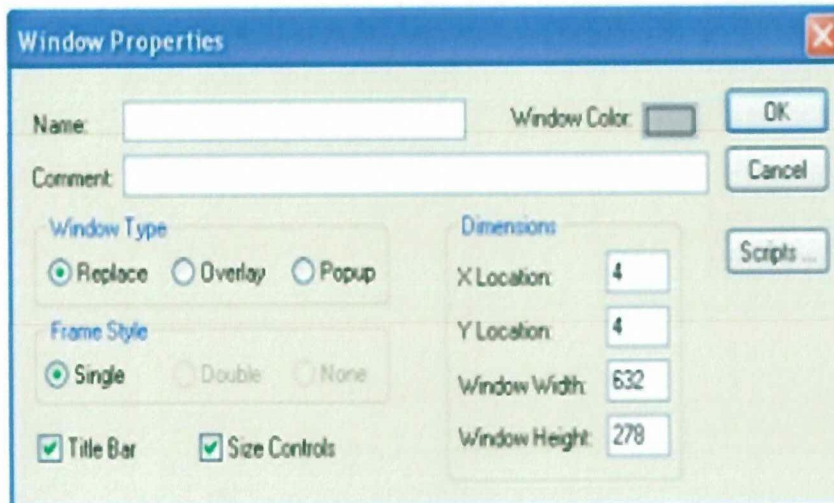 Window Properties
Name:
Window Color:
OK
Comment:
Cancel
Window Type
Replace
Overlay
Popup
Dimensions
X Location:
4
Scripts ...
Y Location:
4
Frame Style
Single
Double
None
Window Width:
632
Title Bar
Size Controls
Window Height:
278